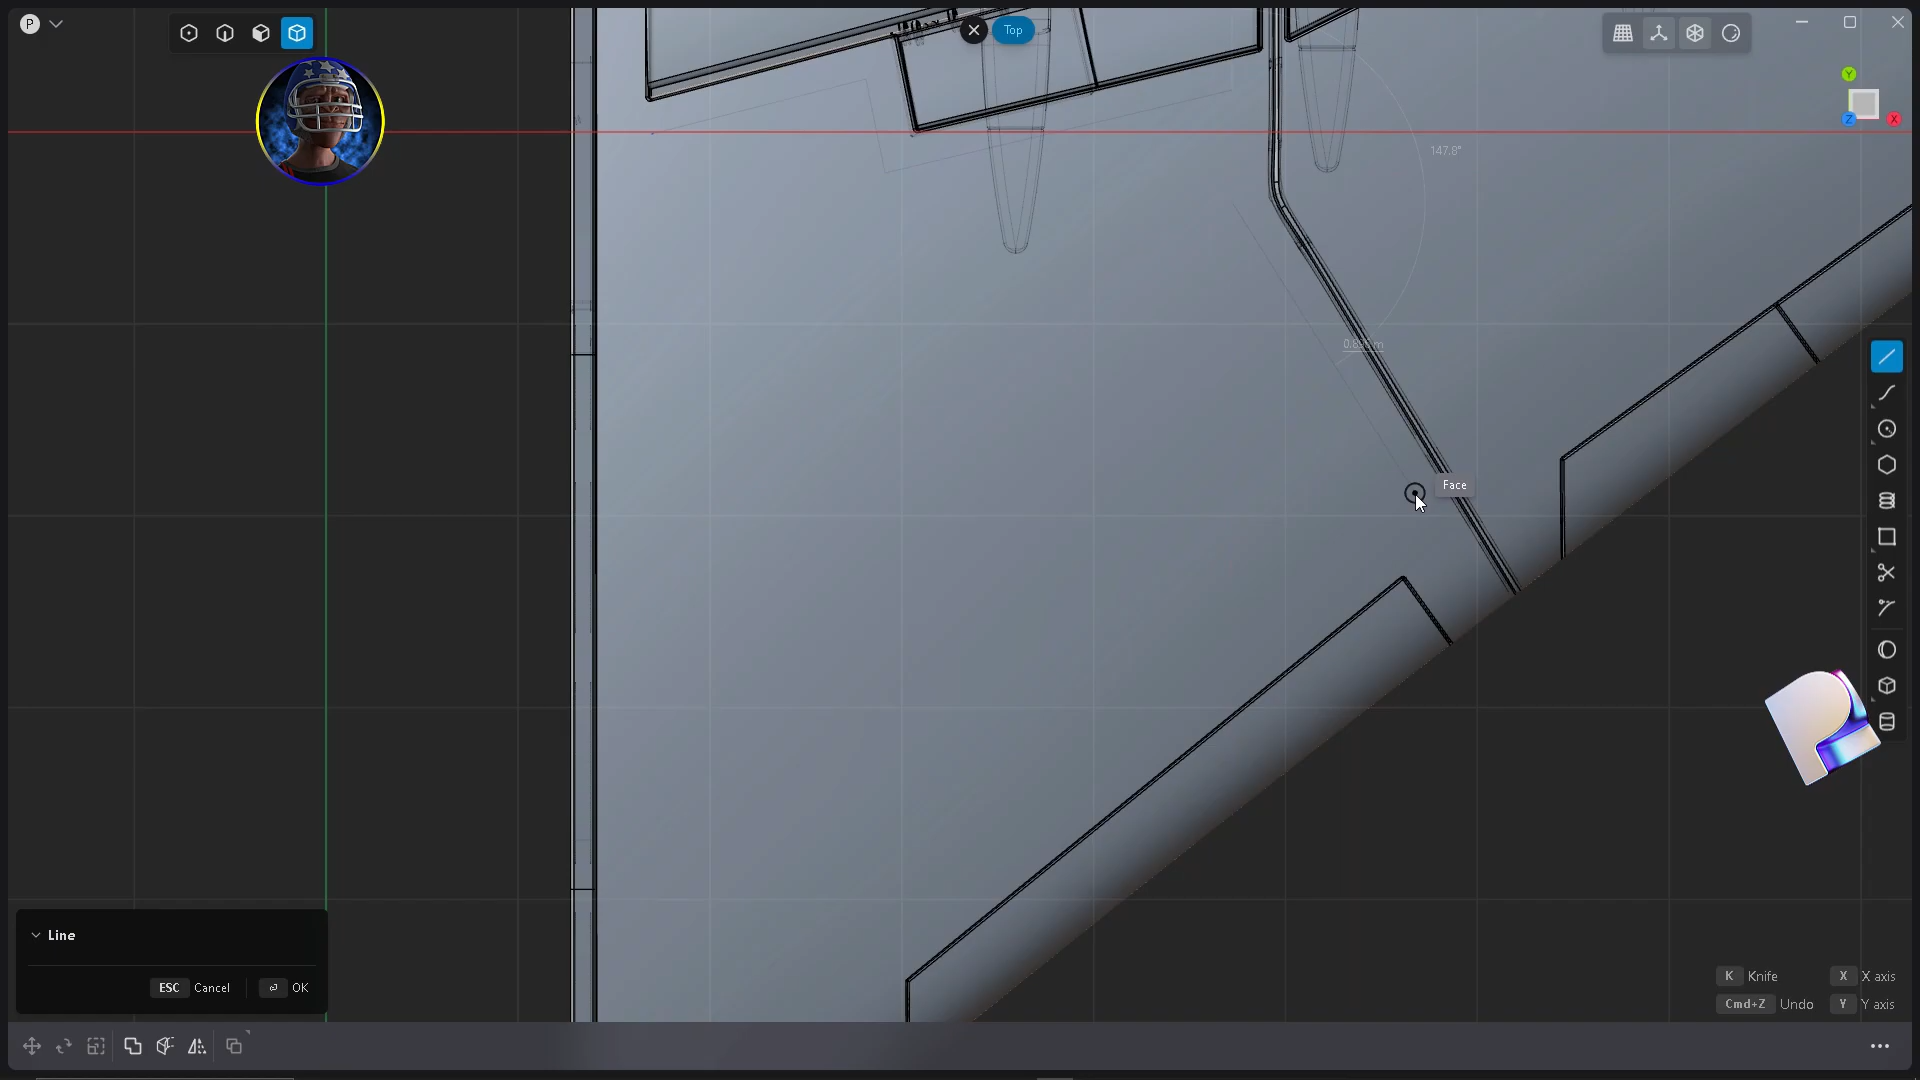 P
Top
Y
Z
X
147.8°
Face
Line
ESC Cancel
OK
K Knife
X X axis
Cmd+Z Undo
Y Y axis